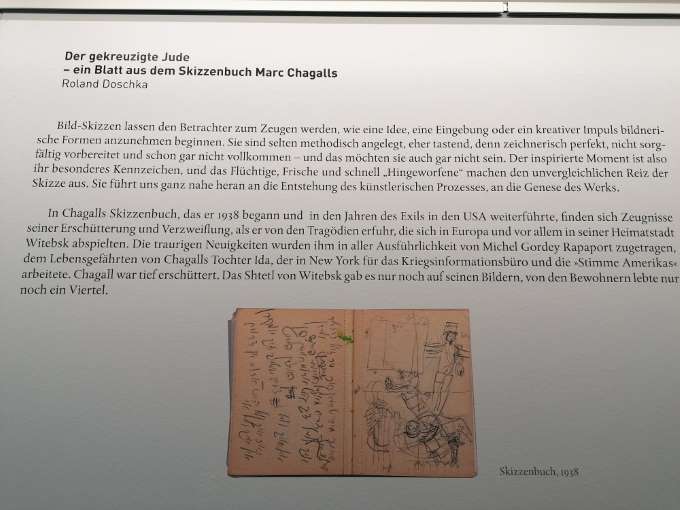 Der gekreuzigte Jude
– ein Blatt aus dem Skizzenbuch Marc Chagalls
Roland Doschka
Bild-Skizzen lassen den Betrachter zum Zeugen werden, wie eine Idee, eine Eingebung oder ein kreativer Impuls bildneri-
sche Formen anzunehmen beginnen. Sie sind selten methodisch angelegt, eher tastend, denn zeichnerisch perfekt, nicht sorg-
fältig vorbereitet und schon gar nicht vollkommen – und das möchten sie auch gar nicht sein. Der inspirierte Moment ist also
ihr besonderes Kennzeichen, und das Flüchtige, Frische und schnell „Hingeworfene“ machen den unvergleichlichen Reiz der
Skizze aus. Sie führt uns ganz nahe heran an die Entstehung des künstlerischen Prozesses, an die Genese des Werks.
In Chagalls Skizzenbuch, das er 1938 begann und in den Jahren des Exils in den USA weiterführte, finden sich Zeugnisse
seiner Erschütterung und Verzweiflung, als er von den Tragödien erfuhr, die sich in Europa und vor allem in seiner Heimatstadt
Witebsk abspielten. Die traurigen Neuigkeiten wurden ihm in aller Ausführlichkeit von Michel Gordey Rapaport zugetragen,
dem Lebensgefährten von Chagalls Tochter Ida, der in New York für das Kriegsinformationsbüro und die »Stimme Amerikas«
arbeitete. Chagall war tief erschüttert. Das Shtetl von Witebsk gab es nur noch auf seinen Bildern, von den Bewohnern lebte nur
noch ein Viertel.
Skizzenbuch, 1938